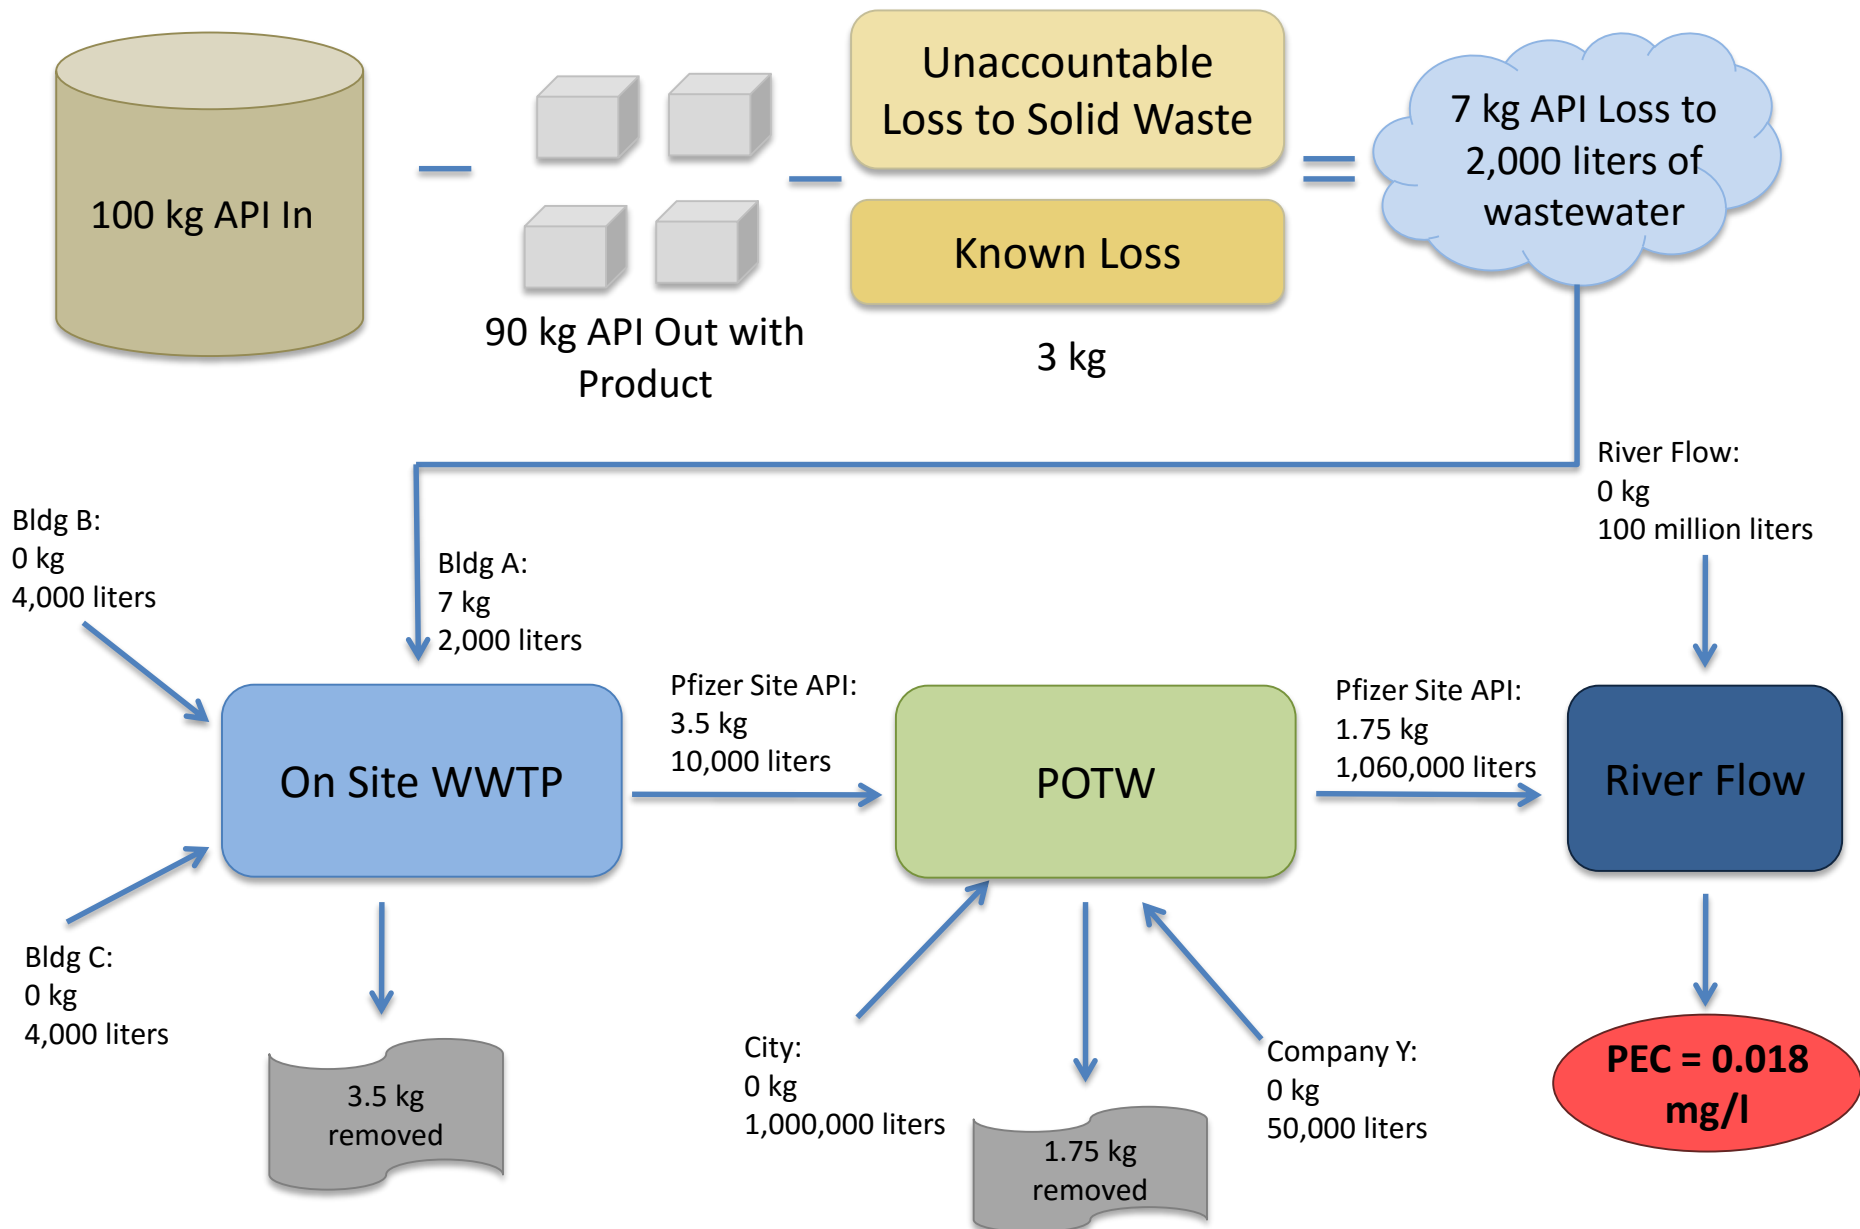 100 kg API In
90 kg API Out with
Product
Unaccountable
Loss to Solid Waste
Known Loss
3 kg
7 kg API Loss to
2,000 liters of
wastewater
River Flow:
0 kg
100 million liters
Bldg B:
0 kg
4,000 liters
Bldg A:
7 kg
2,000 liters
Pfizer Site API:
3.5 kg
10,000 liters
Pfizer Site API:
1.75 kg
1,060,000 liters
On Site WWTP
POTW
River Flow
Bldg C:
0 kg
4,000 liters
3.5 kg
removed
City:
0 kg
1,000,000 liters
1.75 kg
removed
Company Y:
0 kg
50,000 liters
PEC = 0.018
mg/l